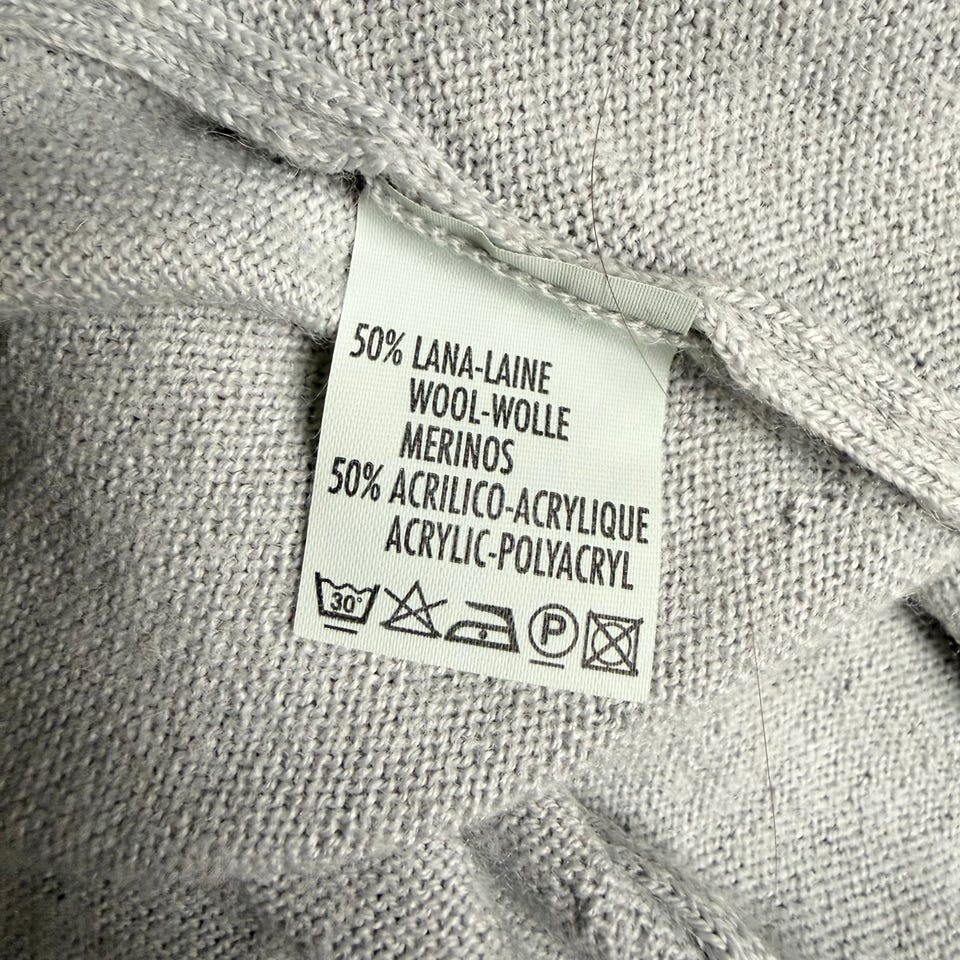 50% LANA-LAINE
WOOL-WOLLE
MERINOS
50% ACRILICO-ACRYLIQUE
ACRYLIC-POLYACRYL
30° P